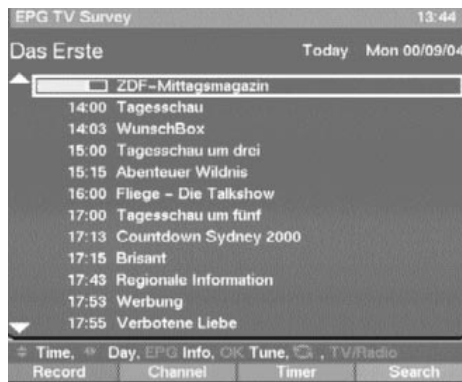 EPG TV Survey 13:44
Das Erste Today Mon 00/09/04
ZDF-Mittagsmagazin
14:00 Tagesschau
14:03 WunschBox
15:00 Tagesschau um drei
15:15 Abenteuer Wildnis
16:00 Fliege - Die Talkshow
17:00 Tagesschau um fünf
17:13 Countdown Sydney 2000
17:15 Brisant
17:43 Regionale Information
17:53 Werbung
17:55 Verbotene Liebe
Time, Day, EPG Info, OK Tune, , TV/Radio
Record Channel Timer Search